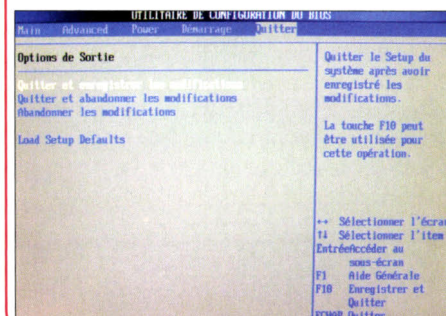 UTILITAIRE DE CONFIGURATION DU BIOS
Main Advanced Power Démarrage Quitter
Options de Sortie
Quitter et enregistrer les modifications
Quitter et abandonner les modifications
Abandonner les modifications
Load Setup Defaults
Quitter le Setup du
système après avoir
enregistré les
modifications.
La touche F10 peut
être utilisée pour
cette opération.
↔ Sélectionner l'écran
↑↓ Sélectionner l'item
EntréeAccéder au
sous-écran
F1 Aide Générale
F10 Enregistrer et
Quitter
ECHAP Quitter